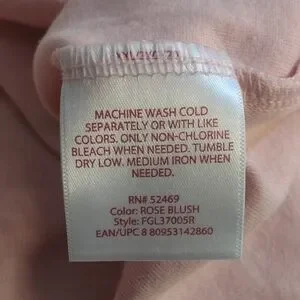 MACHINE WASH COLD
SEPARATELY OR WITH LIKE
COLORS. ONLY NON-CHLORINE
BLEACH WHEN NEEDED. TUMBLE
DRY LOW. MEDIUM IRON WHEN
NEEDED.
RN# 52469
Color: ROSE BLUSH
Style: FGL37005R
EAN/UPC 8 80953142860